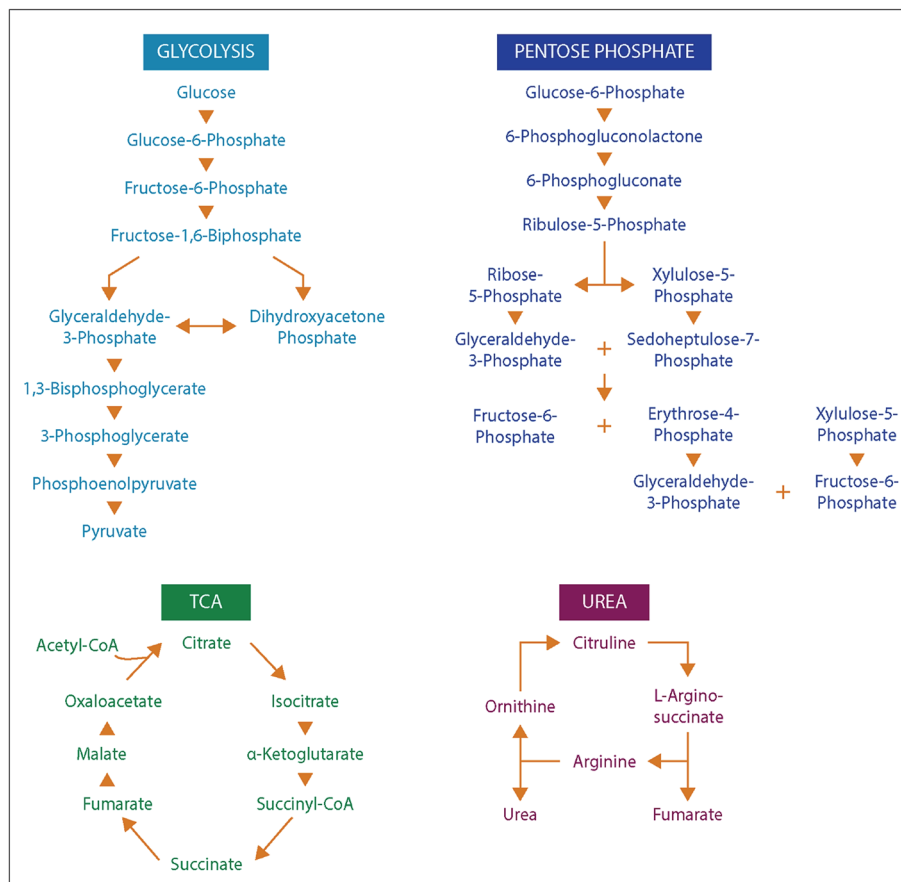 GLYCOLYSIS
Glucose
Glucose-6-Phosphate
Fructose-6-Phosphate
Fructose-1,6-Biphosphate
Glyceraldehyde-
3-Phosphate
Dihydroxyacetone
Phosphate
1,3-Bisphosphoglycerate
3-Phosphoglycerate
Phosphoenolpyruvate
Pyruvate
PENTOSE PHOSPHATE
Glucose-6-Phosphate
6-Phosphogluconolactone
6-Phosphogluconate
Ribulose-5-Phosphate
Ribose-
5-Phosphate
Xylulose-5-
Phosphate
Glyceraldehyde-
3-Phosphate
+
Sedoheptulose-7-
Phosphate
Fructose-6-
Phosphate
+
Erythrose-4-
Phosphate
Xylulose-5-
Phosphate
Glyceraldehyde-
3-Phosphate
+
Fructose-6-
Phosphate
TCA
Acetyl-CoA
Citrate
Oxaloacetate
Isocitrate
Malate
α-Ketoglutarate
Fumarate
Succinyl-CoA
Succinate
UREA
Citruline
Ornithine
L-Argino-
succinate
Arginine
Urea
Fumarate